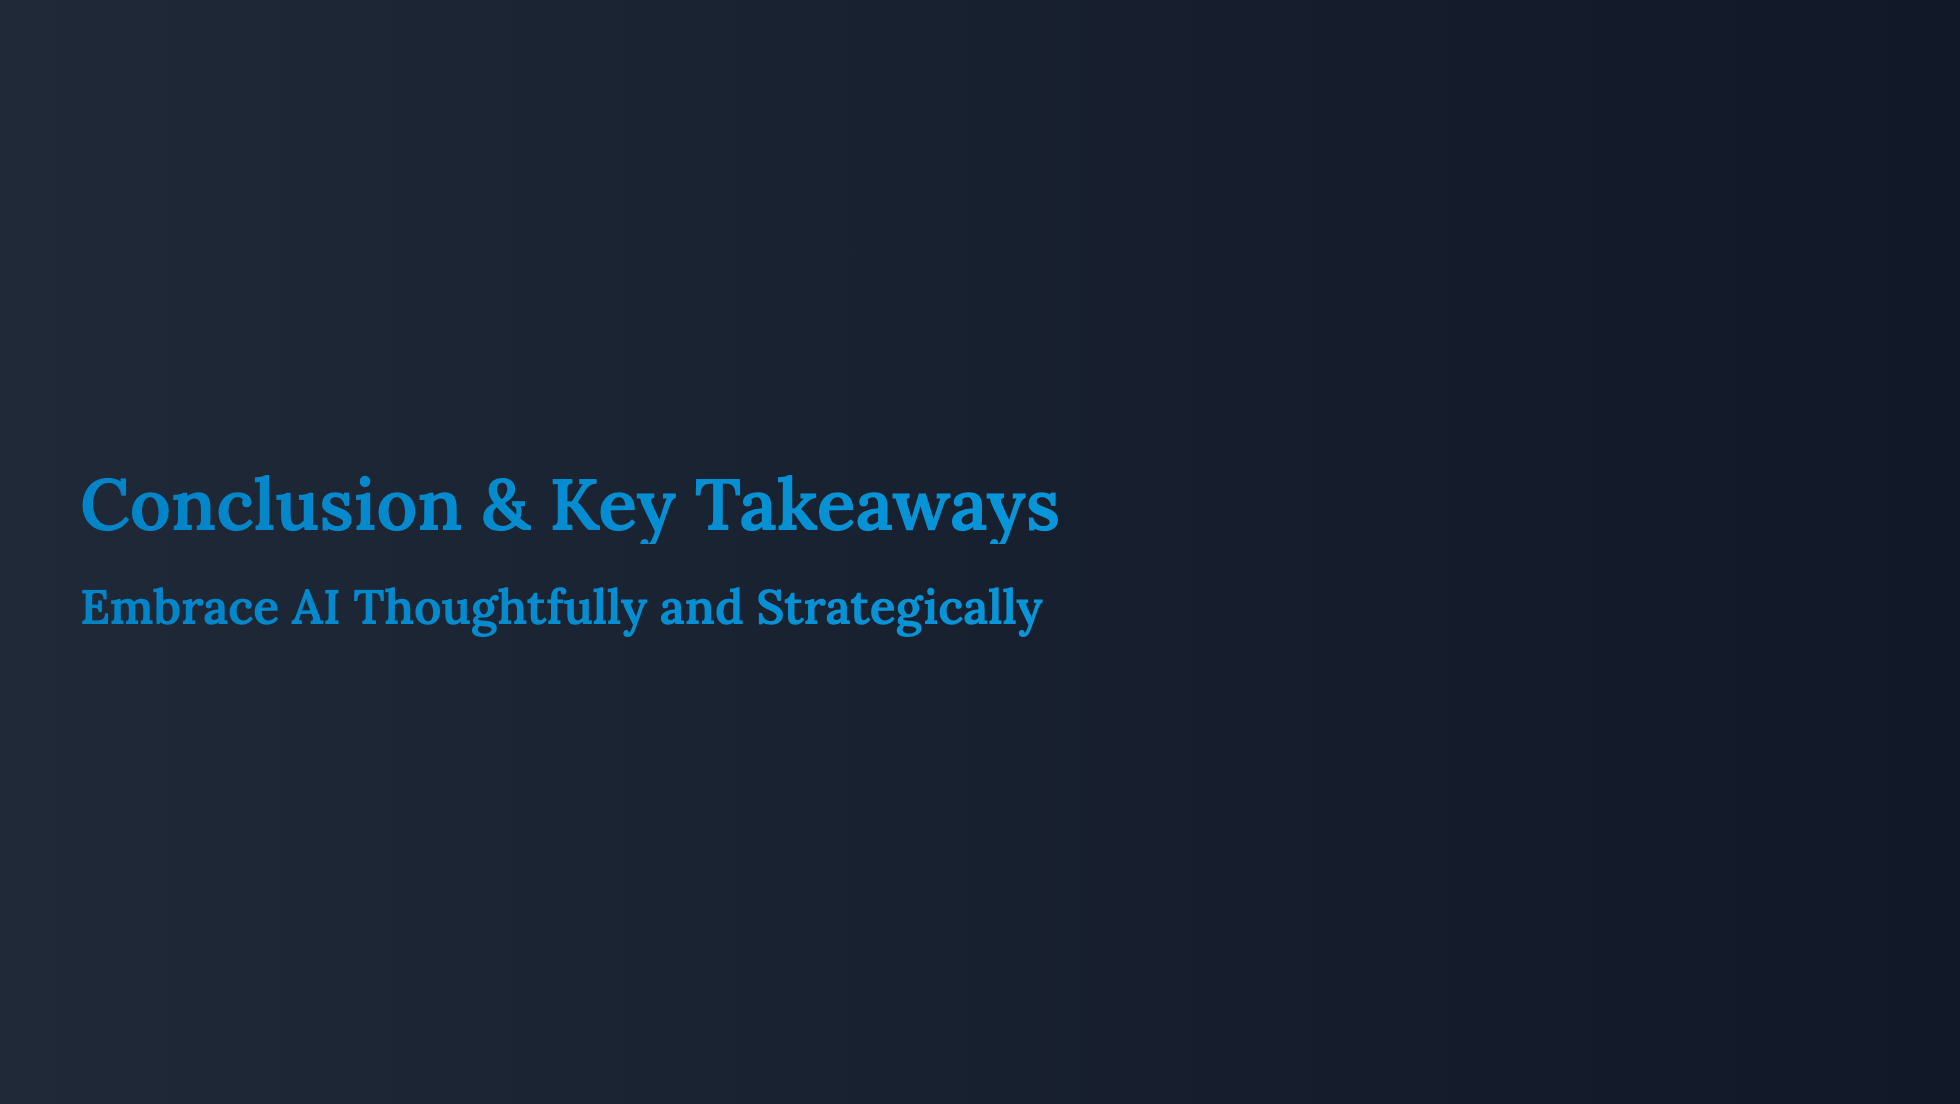 Conclusion & Key Takeaways
Embrace AI Thoughtfully and Strategically